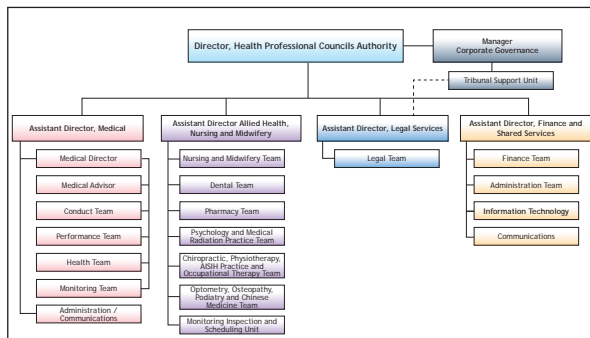 Director, Health Professional Councils Authority
Manager
Corporate Governance
Tribunal Support Unit
Assistant Director, Medical
Medical Director
Medical Advisor
Conduct Team
Performance Team
Health Team
Monitoring Team
Administration /
Communications
Assistant Director Allied Health,
Nursing and Midwifery
Nursing and Midwifery Team
Dental Team
Pharmacy Team
Psychology and Medical
Radiation Practice Team
Chiropractic, Physiotherapy,
AISIH Practice and
Occupational Therapy Team
Optometry, Osteopathy,
Podiatry and Chinese
Medicine Team
Monitoring Inspection and
Scheduling Unit
Assistant Director, Legal Services
Legal Team
Assistant Director, Finance and
Shared Services
Finance Team
Administration Team
Information Technology
Communications